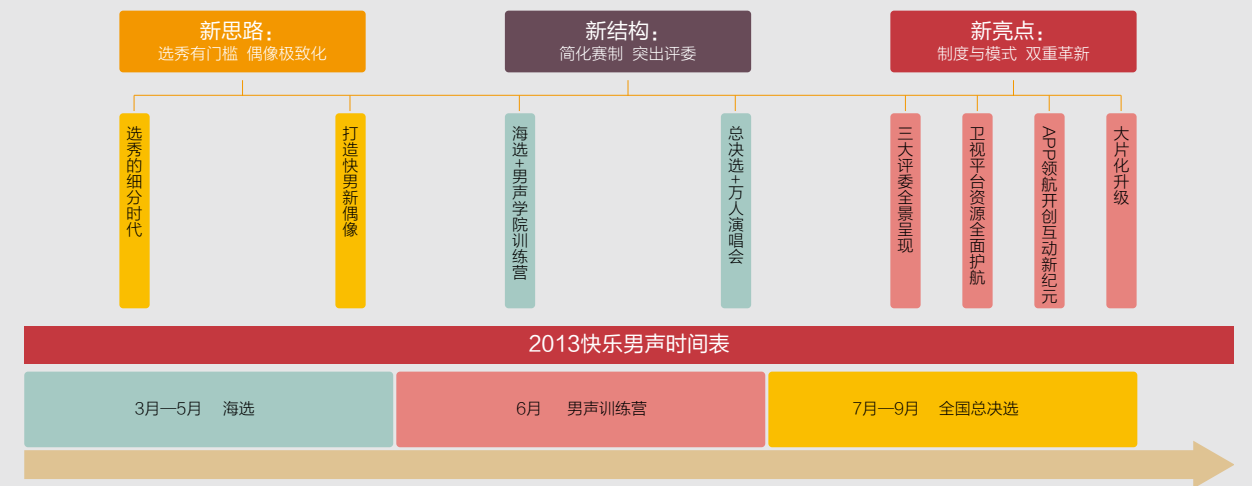 新思路：
选秀有门槛 偶像极致化
新结构：
简化赛制 突出评委
新亮点：
制度与模式 双重革新
选秀的细分时代
打造快男新偶像
海选+男声学院训练营
总决选+万人演唱会
三大评委全景呈现
卫视平台资源全面护航
APP领航开创互动新纪元
大片化升级
2013快乐男声时间表
3月—5月 海选
6月 男声训练营
7月—9月 全国总决选